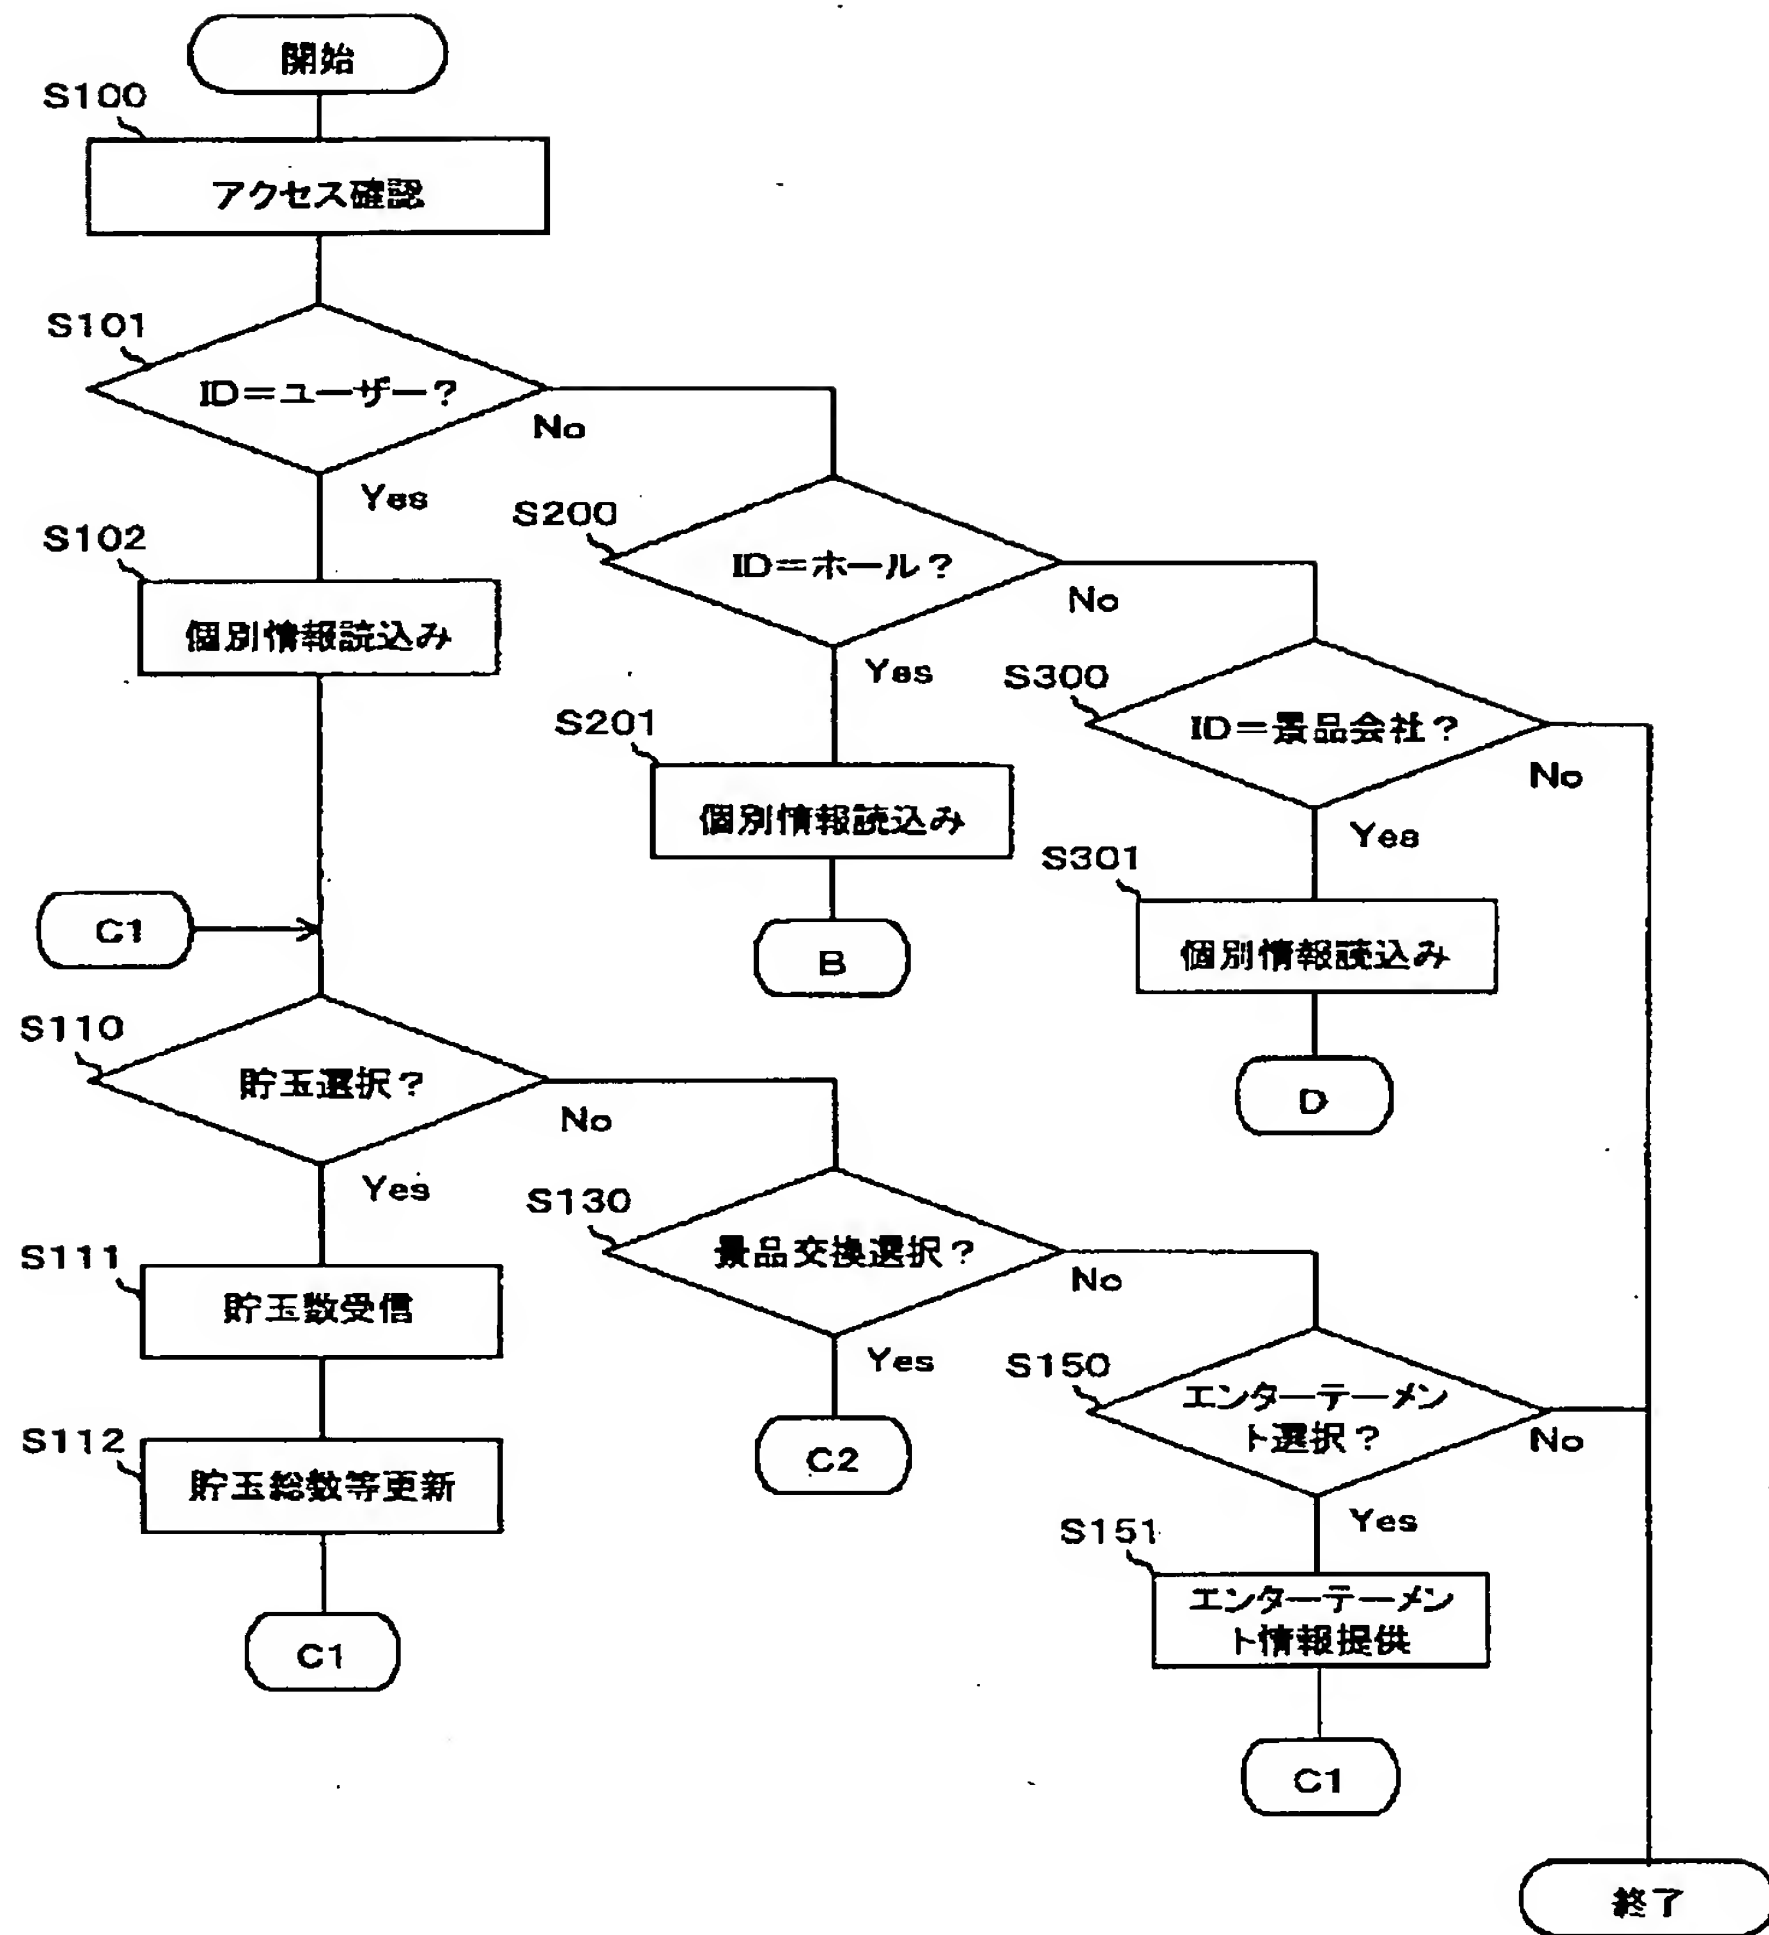 開始
S100
アクセス確認
S101
ID=ユーザー?
No
Yes
S102
個別情報読込み
S200
ID=ホール?
No
Yes
S201
個別情報読込み
B
S300
ID=景品会社?
No
Yes
S301
個別情報読込み
D
C1
S110
貯玉選択?
No
Yes
S111
貯玉数受信
S112
貯玉総数等更新
C1
S130
景品交換選択?
No
Yes
C2
S150
エンターテーメン
ト選択?
No
Yes
S151
エンターテーメン
ト情報提供
C1
終了